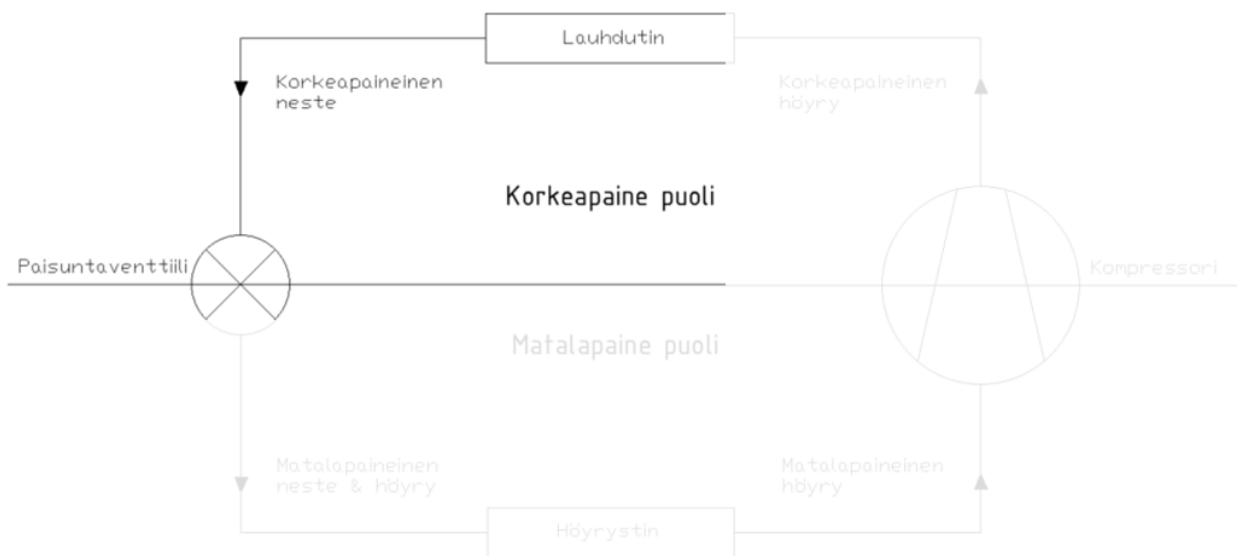 Lauhdutin
Korkeapaineinen
neste
Korkeapaineinen
höyry
Korkeapaine puoli
Paisuntaventtiili
Kompressori
Matalapaine puoli
Matalapaineinen
neste & höyry
Matalapaineinen
höyry
Höyrystin